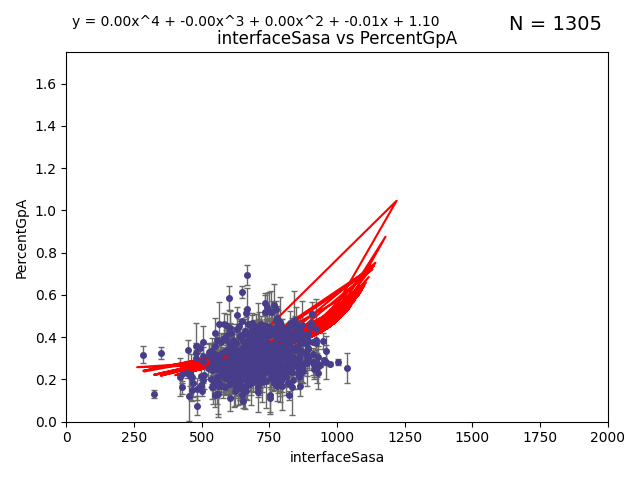 y = 0.00x^4 + -0.00x^3 + 0.00x^2 + -0.01x + 1.10
N = 1305
interfaceSasa vs PercentGpA
PercentGpA
1.6
1.4
1.2
1.0
0.8
0.6
0.4
0.2
0.0
0 250 500 750 1000 1250 1500 1750 2000
interfaceSasa